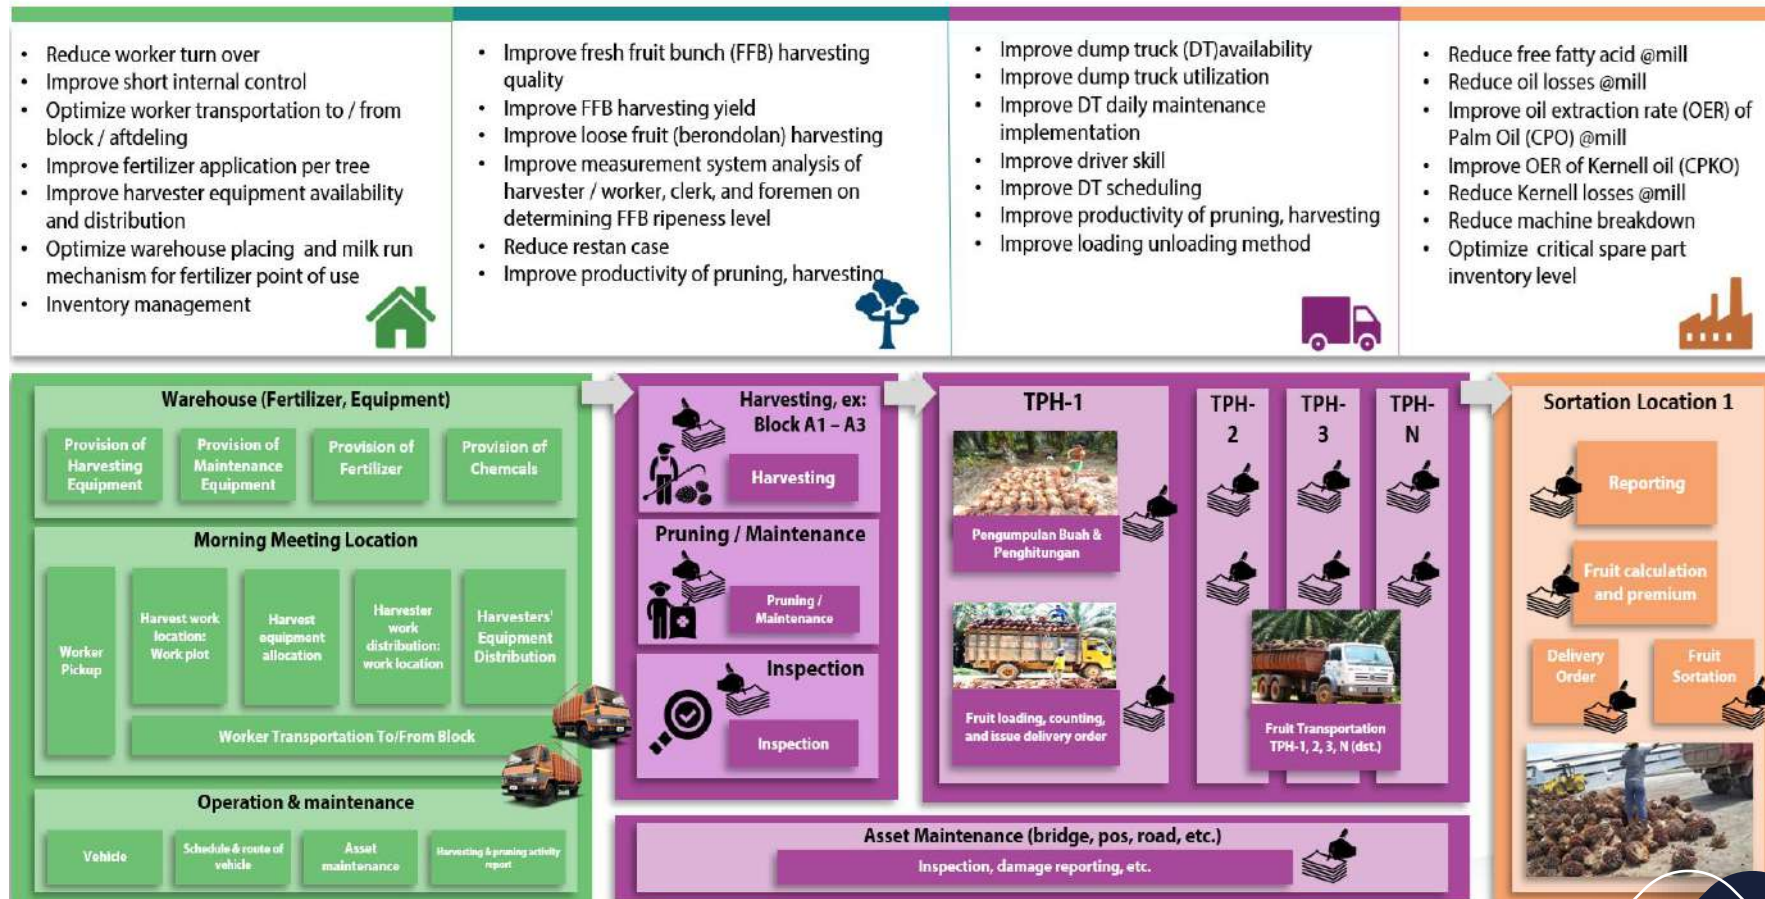 • Reduce worker turn over
• Improve short internal control
• Optimize worker transportation to / from
block / aftdeling
• Improve fertilizer application per tree
• Improve harvester equipment availability
and distribution
• Optimize warehouse placing and milk run
mechanism for fertilizer point of use
• Inventory management
• Improve fresh fruit bunch (FFB) harvesting
quality
• Improve FFB harvesting yield
• Improve loose fruit (berondolan) harvesting
• Improve measurement system analysis of
harvester / worker, clerk, and foremen on
determining FFB ripeness level
• Reduce restan case
• Improve productivity of pruning, harvesting
• Improve dump truck (DT)availability
• Improve dump truck utilization
• Improve DT daily maintenance
implementation
• Improve driver skill
• Improve DT scheduling
• Improve productivity of pruning, harvesting
• Improve loading unloading method
• Reduce free fatty acid @mill
• Reduce oil losses @mill
• Improve oil extraction rate (OER) of
Palm Oil (CPO) @mill
• Improve OER of Kernell oil (CPKO)
• Reduce Kernell losses @mill
• Reduce machine breakdown
• Optimize critical spare part
inventory level
Warehouse (Fertilizer, Equipment)
Provision of
Harvesting
Equipment
Provision of
Maintenance
Equipment
Provision of
Fertilizer
Provision of
Chemcals
Morning Meeting Location
Worker
Pickup
Harvest work
location:
Work plot
Harvest
equipment
allocation
Harvester
work
distribution:
work location
Harvesters'
Equipment
Distribution
Worker Transportation To/From Block
Operation & maintenance
Vehicle
Schedule & route of
vehicle
Asset
maintenance
Harvesting & pruning activity
report
Harvesting, ex:
Block A1 – A3
Harvesting
Pruning / Maintenance
Pruning /
Maintenance
Inspection
Inspection
TPH-1
Pengumpulan Buah &
Penghitungan
Fruit loading, counting,
and issue delivery order
TPH-
2
TPH-
3
TPH-
N
Fruit Transportation
TPH-1, 2, 3, N (dst.)
Asset Maintenance (bridge, pos, road, etc.)
Inspection, damage reporting, etc.
Sortation Location 1
Reporting
Fruit calculation
and premium
Delivery
Order
Fruit
Sortation